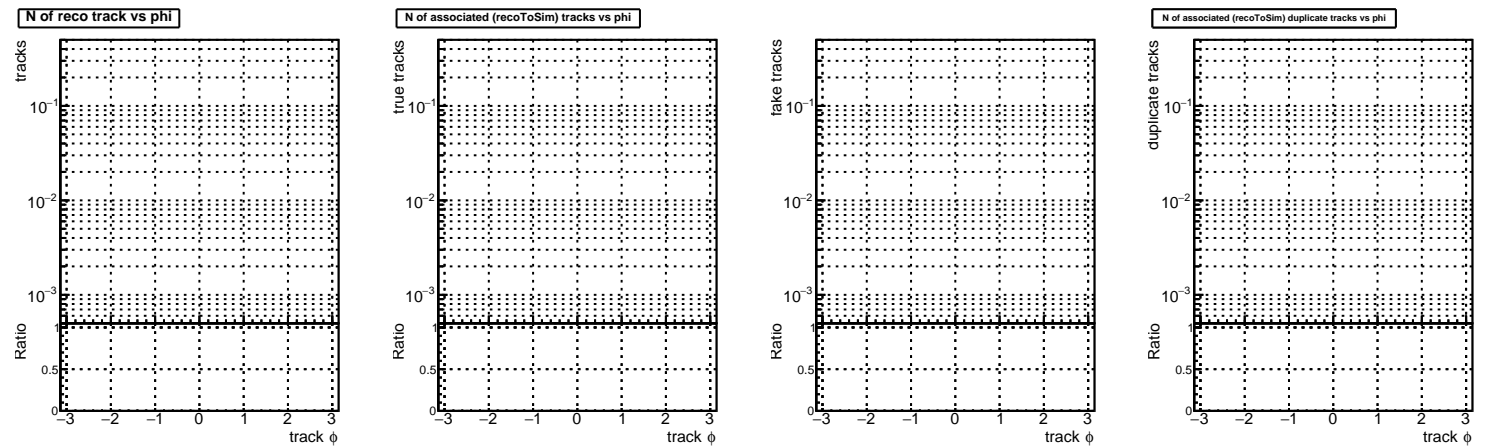 N of reco track vs phi
tracks
10⁻¹
10⁻²
10⁻³
Ratio
1
0.5
0
−3 −2 −1 0 1 2 3
track ϕ
N of associated (recoToSim) tracks vs phi
true tracks
10⁻¹
10⁻²
10⁻³
Ratio
1
0.5
0
−3 −2 −1 0 1 2 3
track ϕ
fake tracks
10⁻¹
10⁻²
10⁻³
Ratio
1
0.5
0
−3 −2 −1 0 1 2 3
track ϕ
N of associated (recoToSim) duplicate tracks vs phi
duplicate tracks
10⁻¹
10⁻²
10⁻³
Ratio
1
0.5
0
−3 −2 −1 0 1 2 3
track ϕ